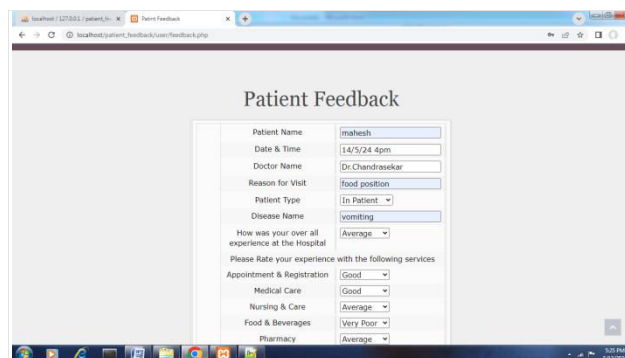 localhost / 127.0.0.1 / patient_f
Patint Feedback
localhost/patient_feedback/user/feedback.php
Patient Feedback
Patient Name mahesh
Date & Time 14/5/24 4pm
Doctor Name Dr.Chandrasekar
Reason for Visit food position
Patient Type In Patient
Disease Name vomiting
How was your over all
experience at the Hospital Average
Please Rate your experience with the following services
Appointment & Registration Good
Medical Care Good
Nursing & Care Average
Food & Beverages Very Poor
Pharmacy Average
5:25 PM